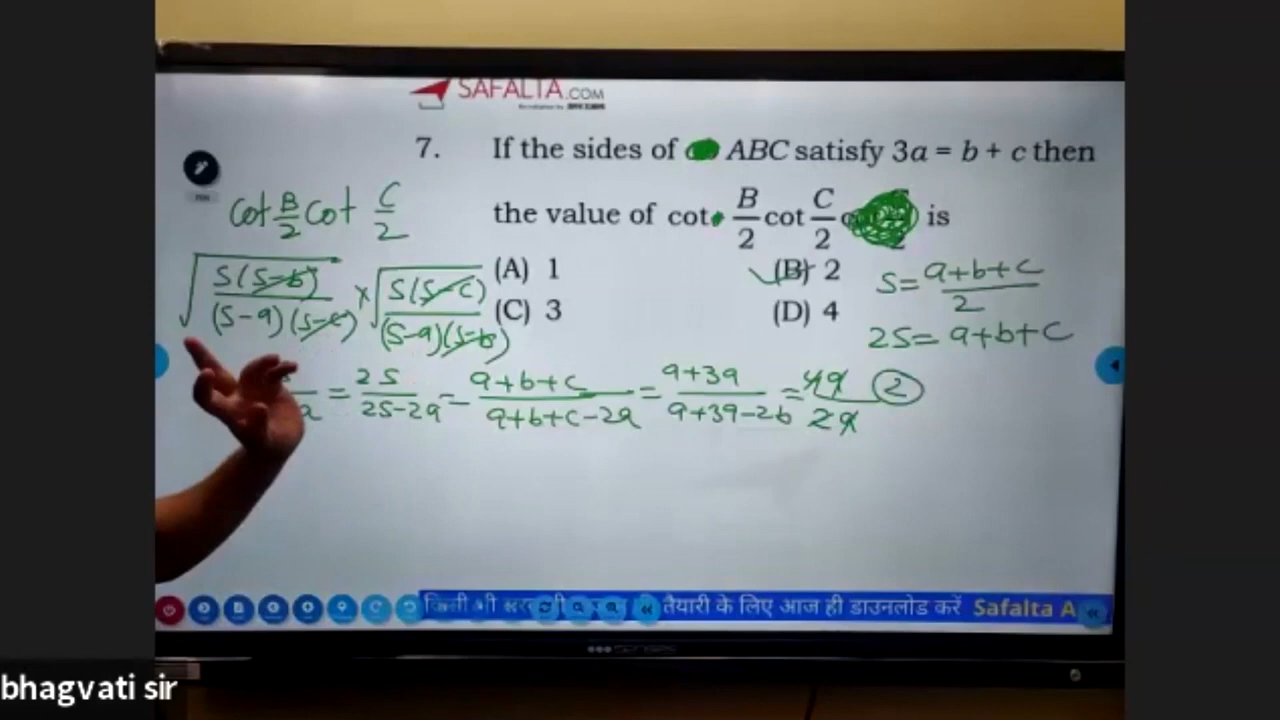 SAFALTA.COM
7. If the sides of ABC satisfy 3a = b + c then
the value of cot B/2 cot C/2 is
(A) 1 (B) 2
(C) 3 (D) 4
cot B/2 cot C/2
√(S(S-b)/(S-a)(S-c)) × √(S(S-c)/(S-a)(S-b))
S = a+b+c/2
2S = a+b+c
= 2S/2S-2a = a+b+c/a+b+c-2a = a+3a/a+3a-2b = 4a/2a 2
तैयारी के लिए आज ही डाउनलोड करें Safalta A
bhagvati sir